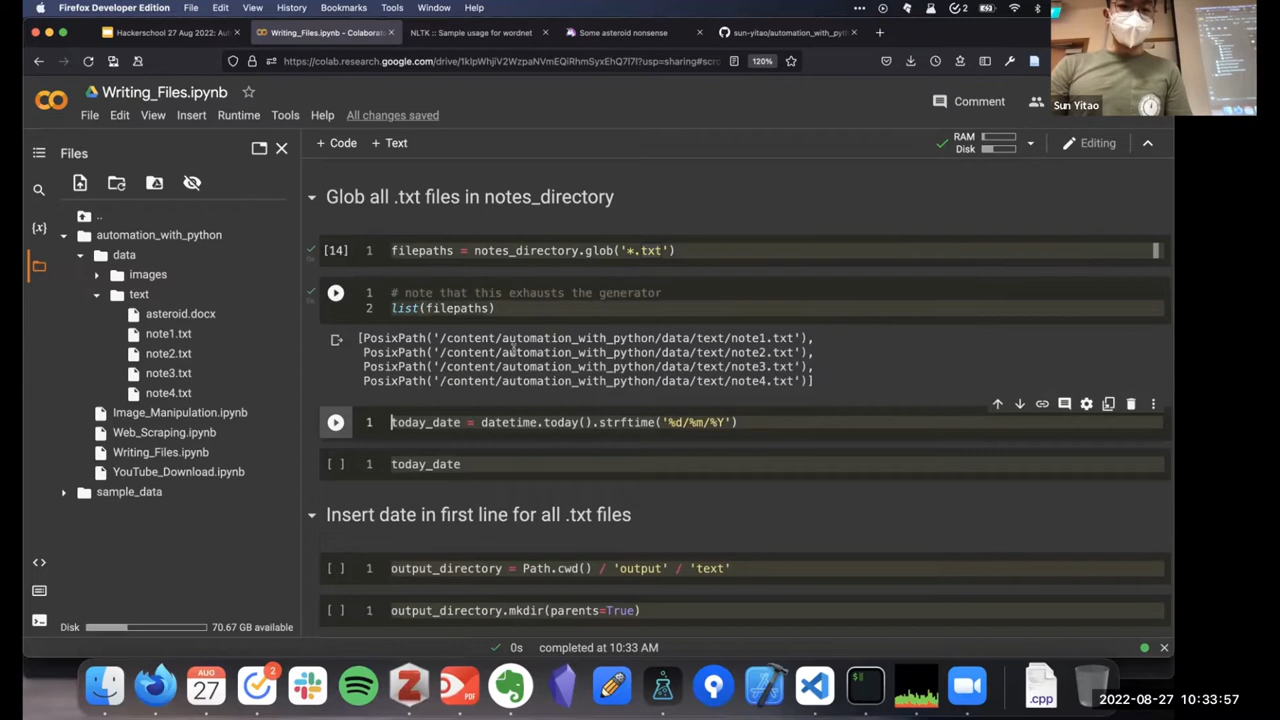 Firefox Developer Edition File Edit View History Bookmarks Tools Window Help
Hackerschool 27 Aug 2022: Au
Writing_Files.ipynb - Colaborat
NLTK :: Sample usage for wordnet
Some asteroid nonsense
sun-yitao/automation_with_pyth
120%
Writing_Files.ipynb
File Edit View Insert Runtime Tools Help All changes saved
Comment
Sun Yitao
Files
+ Code + Text
RAM
Disk
Editing
..
automation_with_python
data
images
text
asteroid.docx
note1.txt
note2.txt
note3.txt
note4.txt
Image_Manipulation.ipynb
Web_Scraping.ipynb
Writing_Files.ipynb
YouTube_Download.ipynb
sample_data
Disk 70.67 GB available
Glob all .txt files in notes_directory
[14] 1 filepaths = notes_directory.glob('*.txt')
1 # note that this exhausts the generator
2 list(filepaths)
[PosixPath('/content/automation_with_python/data/text/note1.txt'),
PosixPath('/content/automation_with_python/data/text/note2.txt'),
PosixPath('/content/automation_with_python/data/text/note3.txt'),
PosixPath('/content/automation_with_python/data/text/note4.txt')]
1 today_date = datetime.today().strftime('%d/%m/%Y')
[ ] 1 today_date
Insert date in first line for all .txt files
[ ] 1 output_directory = Path.cwd() / 'output' / 'text'
[ ] 1 output_directory.mkdir(parents=True)
0s completed at 10:33 AM
AUG
27
2
PDF
.cpp
2022-08-27 10:33:57